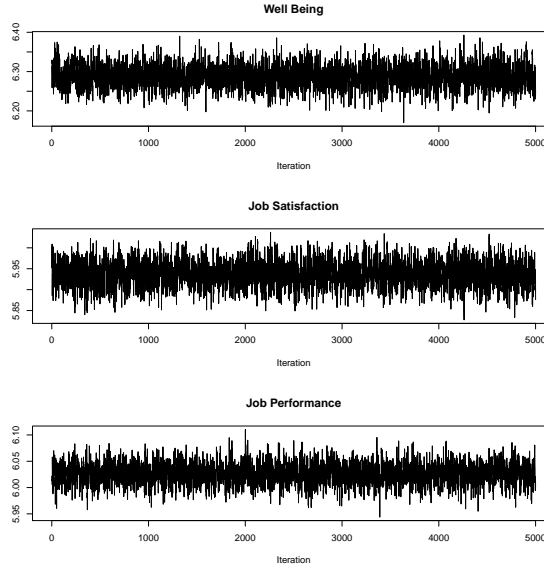 Well Being
6.40
6.30
6.20
0 1000 2000 3000 4000 5000
Iteration
Job Satisfaction
5.95
5.85
0 1000 2000 3000 4000 5000
Iteration
Job Performance
6.10
6.05
6.00
5.95
0 1000 2000 3000 4000 5000
Iteration